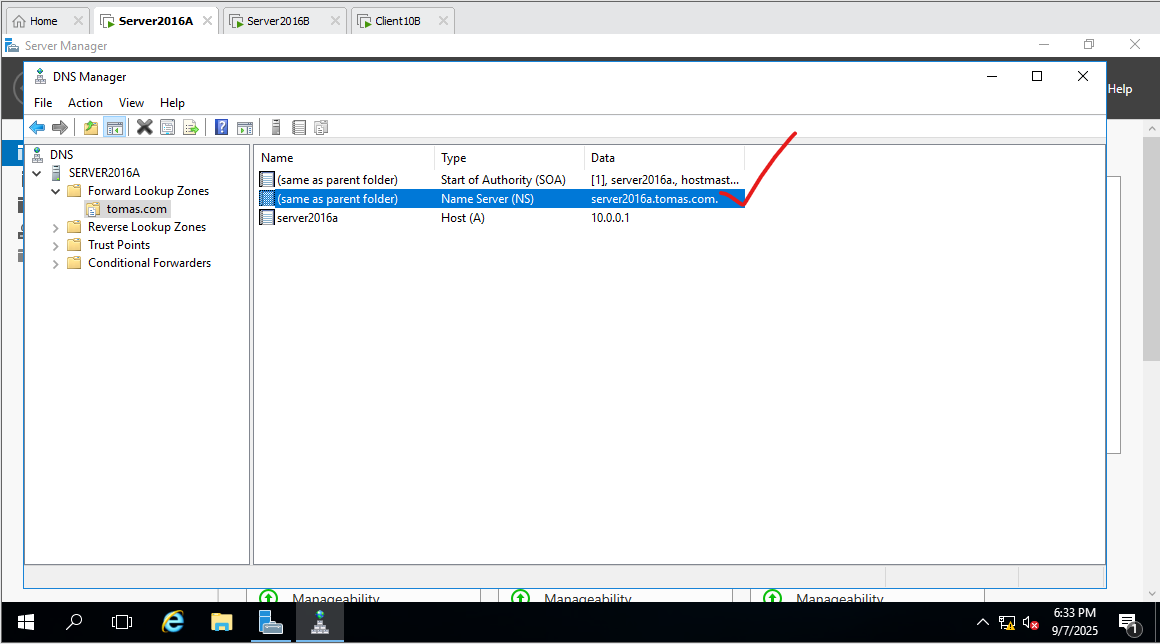 Home
Server2016A
Server2016B
Client10B
Server Manager
Help
DNS Manager
File Action View Help
DNS
SERVER2016A
Forward Lookup Zones
tomas.com
Reverse Lookup Zones
Trust Points
Conditional Forwarders
Name Type Data
(same as parent folder) Start of Authority (SOA) [1], server2016a., hostmast...
(same as parent folder) Name Server (NS) server2016a.tomas.com.
server2016a Host (A) 10.0.0.1
Manageability Manageability Manageability
6:33 PM
9/7/2025
1